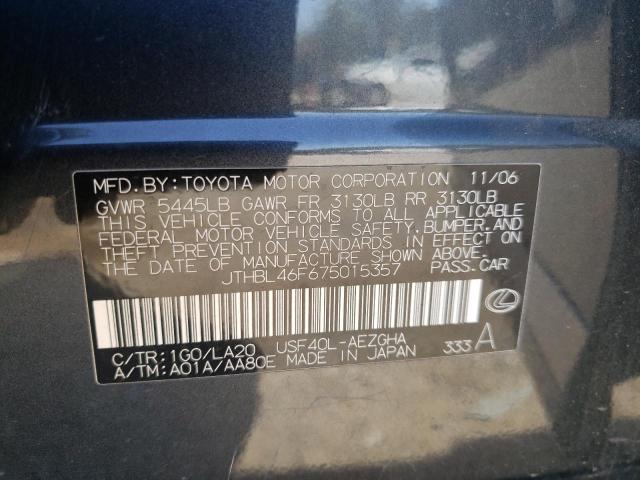 MFD. BY: TOYOTA MOTOR CORPORATION 11/06
GVWR 5445LB GAWR FR 3130LB RR 3130LB
THIS VEHICLE CONFORMS TO ALL APPLICABLE
FEDERAL MOTOR VEHICLE SAFETY, BUMPER, AND
THEFT PREVENTION STANDARDS IN EFFECT ON
THE DATE OF MANUFACTURE SHOWN ABOVE.
JTHBL46F675015357 PASS. CAR
C/TR: 1G0/LA20 USF40L-AEZGHA
A/TM: A01A/AA80E MADE IN JAPAN 333 A